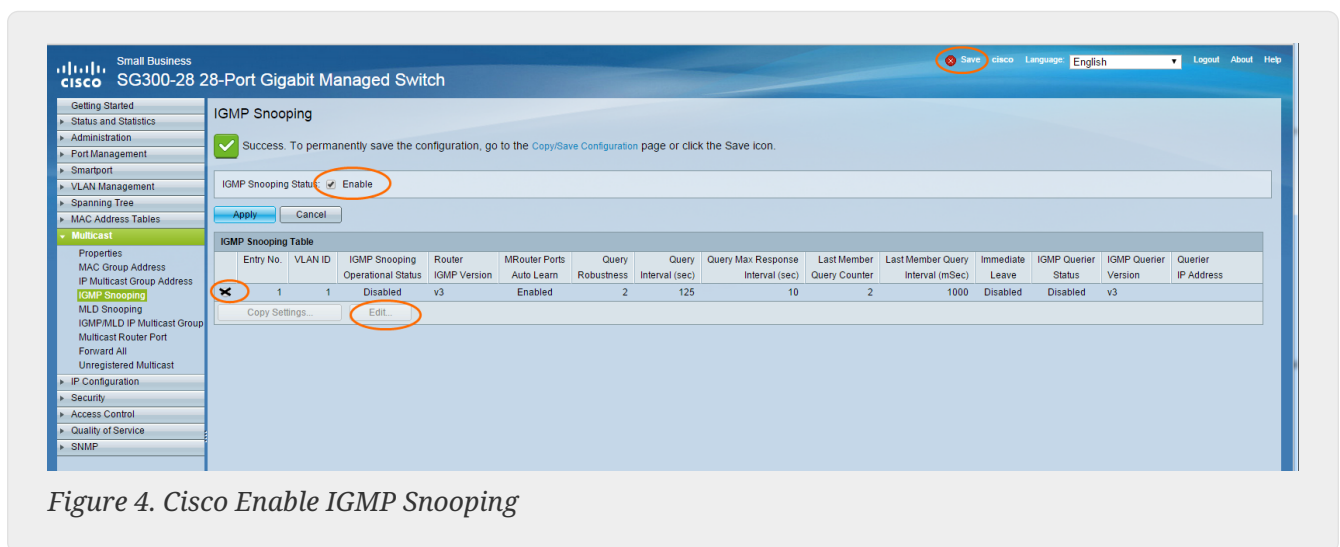 Small Business
cisco SG300-28 28-Port Gigabit Managed Switch
Save cisco Language: English Logout About Help
Getting Started
Status and Statistics
Administration
Port Management
Smartport
VLAN Management
Spanning Tree
MAC Address Tables
Multicast
Properties
MAC Group Address
IP Multicast Group Address
IGMP Snooping
MLD Snooping
IGMP/MLD IP Multicast Group
Multicast Router Port
Forward All
Unregistered Multicast
IP Configuration
Security
Access Control
Quality of Service
SNMP
IGMP Snooping
Success. To permanently save the configuration, go to the Copy/Save Configuration page or click the Save icon.
IGMP Snooping Status: Enable
Apply Cancel
IGMP Snooping Table
Entry No. VLAN ID IGMP Snooping Router MRouter Ports Query Query Query Max Response Last Member Last Member Query Immediate IGMP Querier IGMP Querier Querier
Operational Status IGMP Version Auto Learn Robustness Interval (sec) Interval (sec) Query Counter Interval (mSec) Leave Status Version IP Address
1 1 Disabled v3 Enabled 2 125 10 2 1000 Disabled Disabled v3
Copy Settings... Edit...
Figure 4. Cisco Enable IGMP Snooping